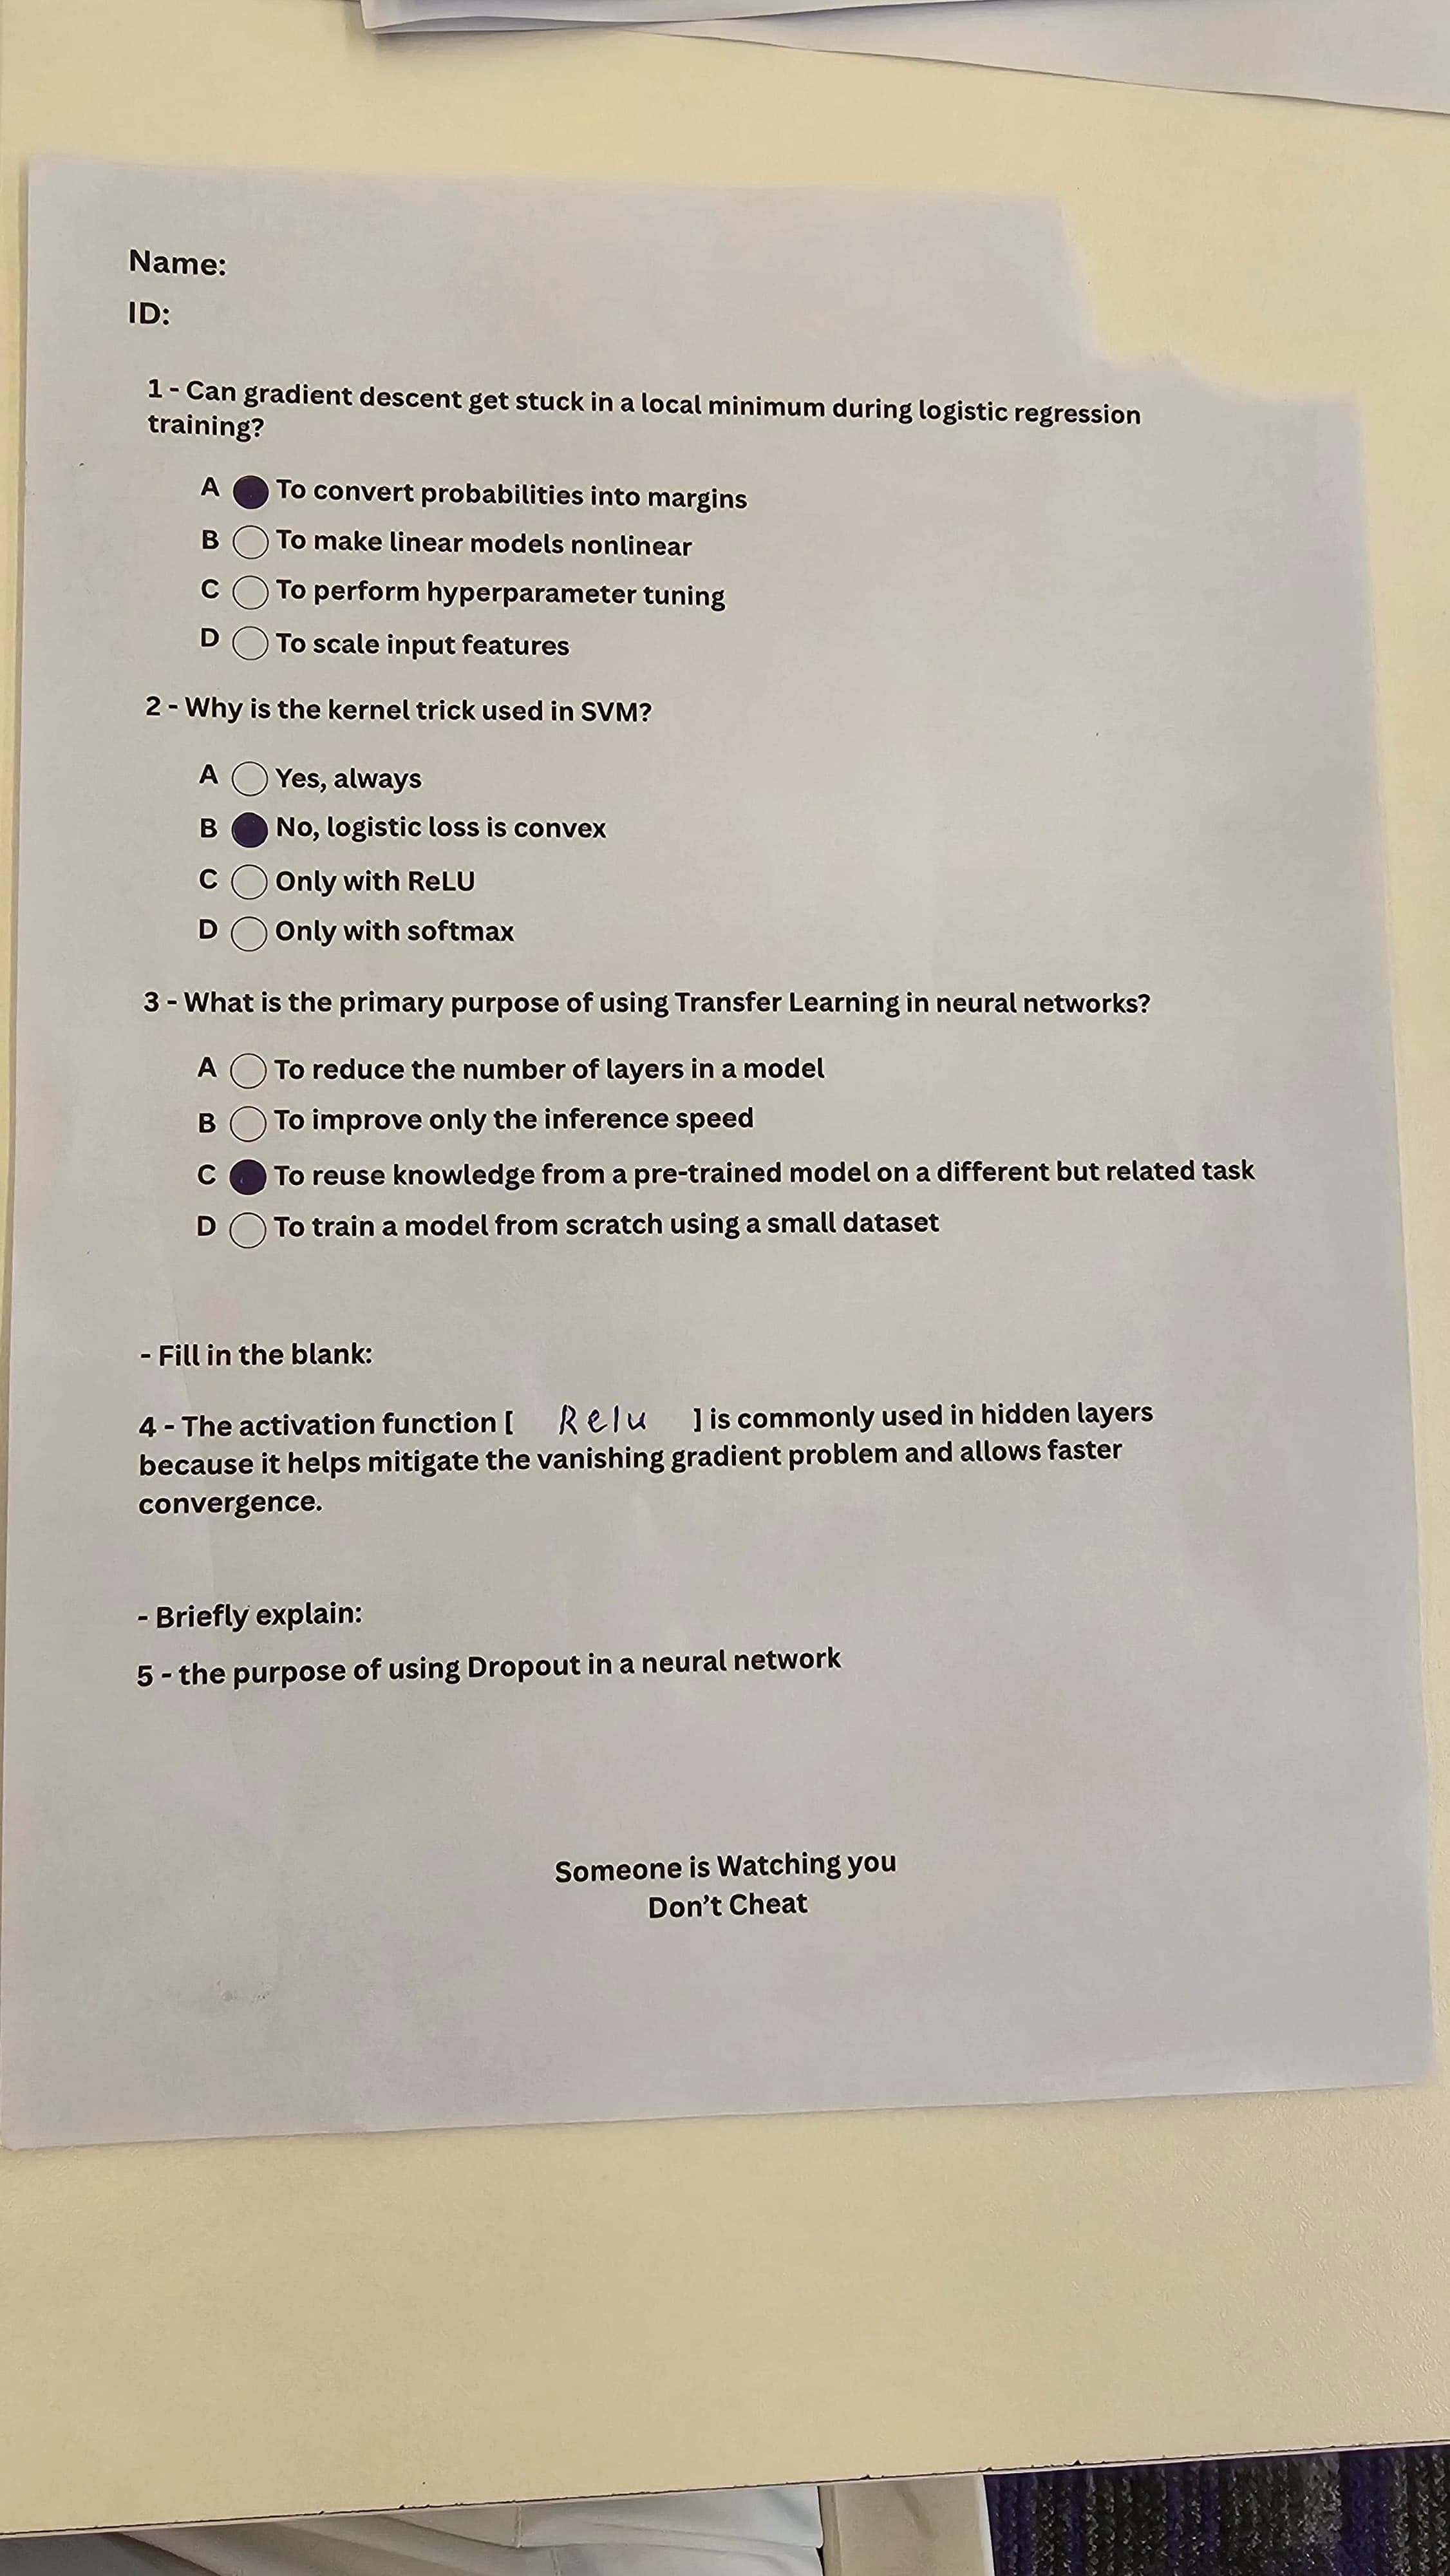 Name:
ID:
1 - Can gradient descent get stuck in a local minimum during logistic regression
training?
A To convert probabilities into margins
B To make linear models nonlinear
C To perform hyperparameter tuning
D To scale input features
2 - Why is the kernel trick used in SVM?
A Yes, always
B No, logistic loss is convex
C Only with ReLU
D Only with softmax
3 - What is the primary purpose of using Transfer Learning in neural networks?
A To reduce the number of layers in a model
B To improve only the inference speed
C To reuse knowledge from a pre-trained model on a different but related task
D To train a model from scratch using a small dataset
- Fill in the blank:
4 - The activation function [ Relu ] is commonly used in hidden layers
because it helps mitigate the vanishing gradient problem and allows faster
convergence.
- Briefly explain:
5 - the purpose of using Dropout in a neural network
Someone is Watching you
Don't Cheat